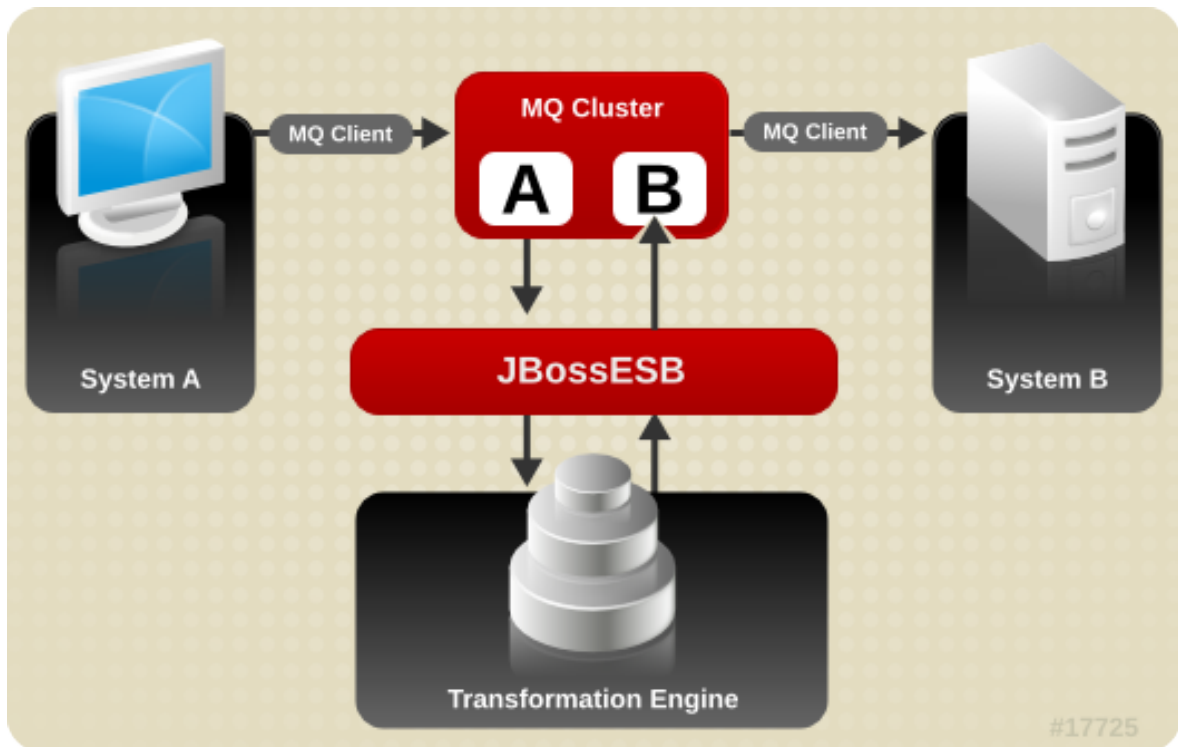 MQ Cluster
MQ Client
MQ Client
A
B
JBossESB
System A
System B
Transformation Engine
#17725